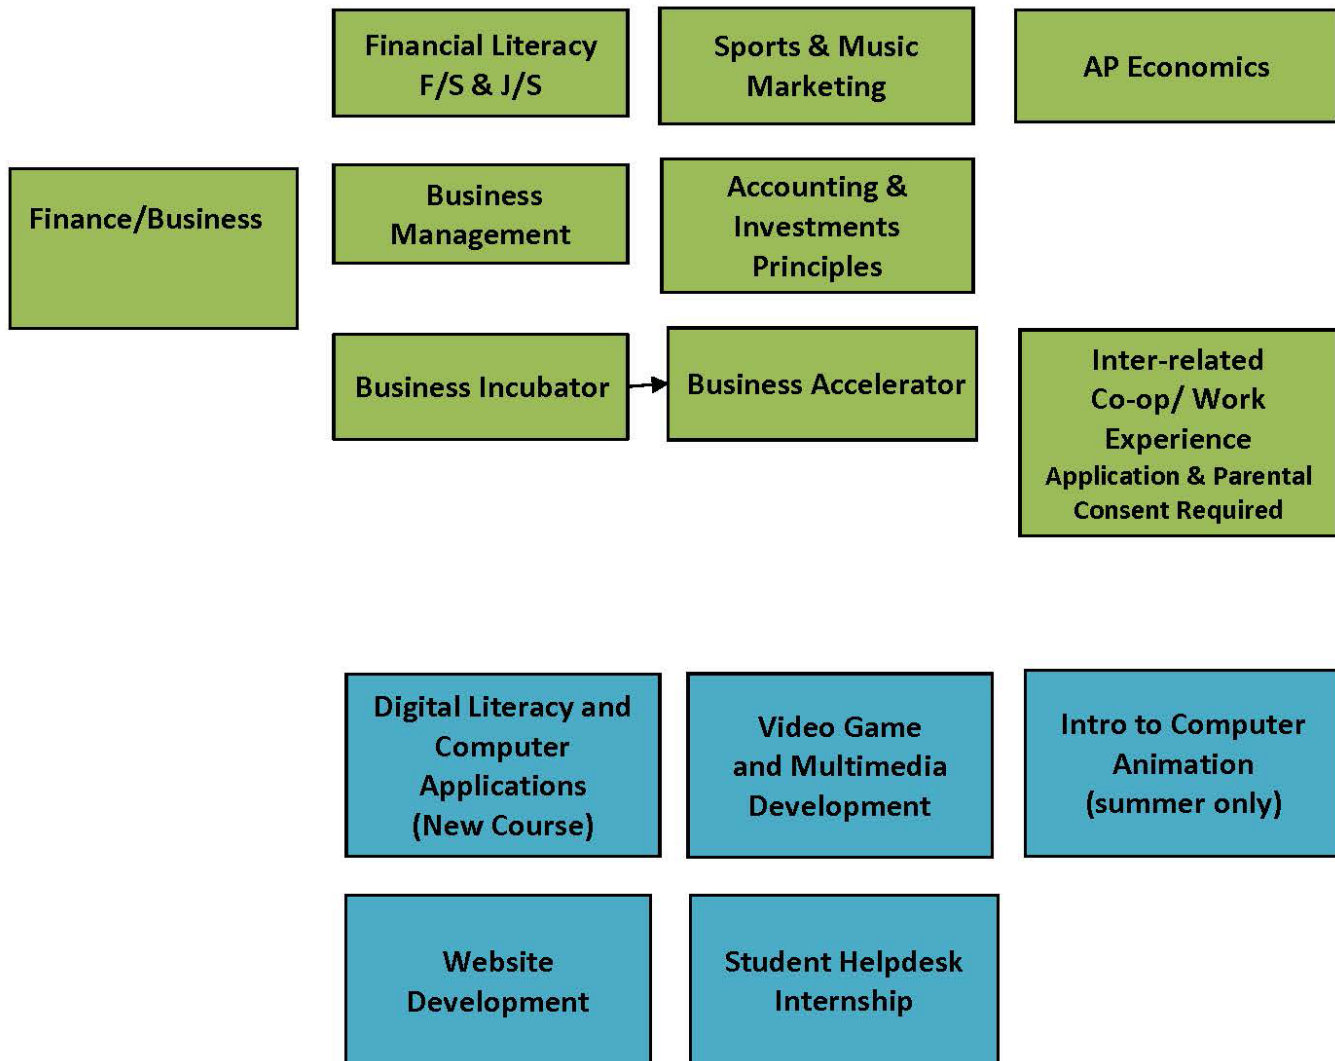 Financial Literacy
F/S & J/S
Sports & Music
Marketing
AP Economics
Finance/Business
Business
Management
Accounting &
Investments
Principles
Business Incubator
Business Accelerator
Inter-related
Co-op/ Work
Experience
Application & Parental
Consent Required
Digital Literacy and
Computer
Applications
(New Course)
Video Game
and Multimedia
Development
Intro to Computer
Animation
(summer only)
Website
Development
Student Helpdesk
Internship